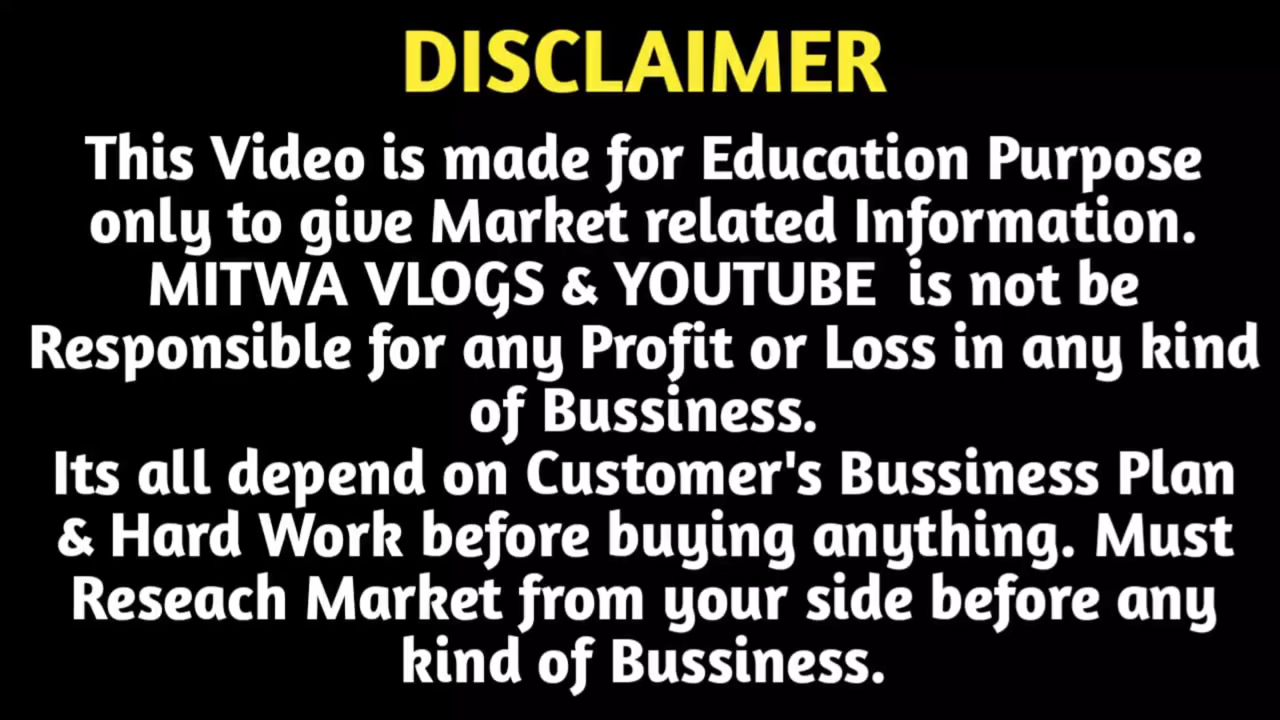 DISCLAIMER
This Video is made for Education Purpose
only to give Market related Information.
MITWA VLOGS & YOUTUBE is not be
Responsible for any Profit or Loss in any kind
of Bussiness.
Its all depend on Customer's Bussiness Plan
& Hard Work before buying anything. Must
Reseach Market from your side before any
kind of Bussiness.